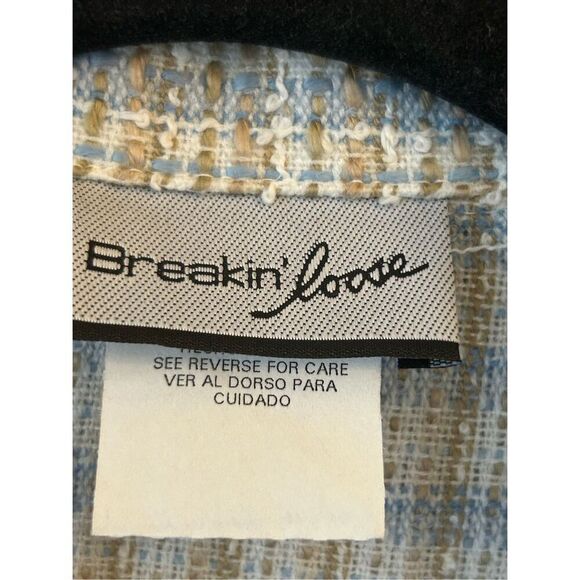 Breakin' loose
SEE REVERSE FOR CARE
VER AL DORSO PARA
CUIDADO